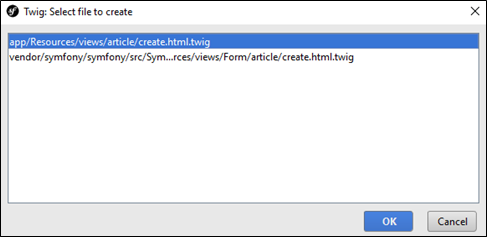 Twig: Select file to create
app/Resources/views/article/create.html.twig
vendor/symfony/symfony/src/Sym...rces/views/Form/article/create.html.twig
OK
Cancel